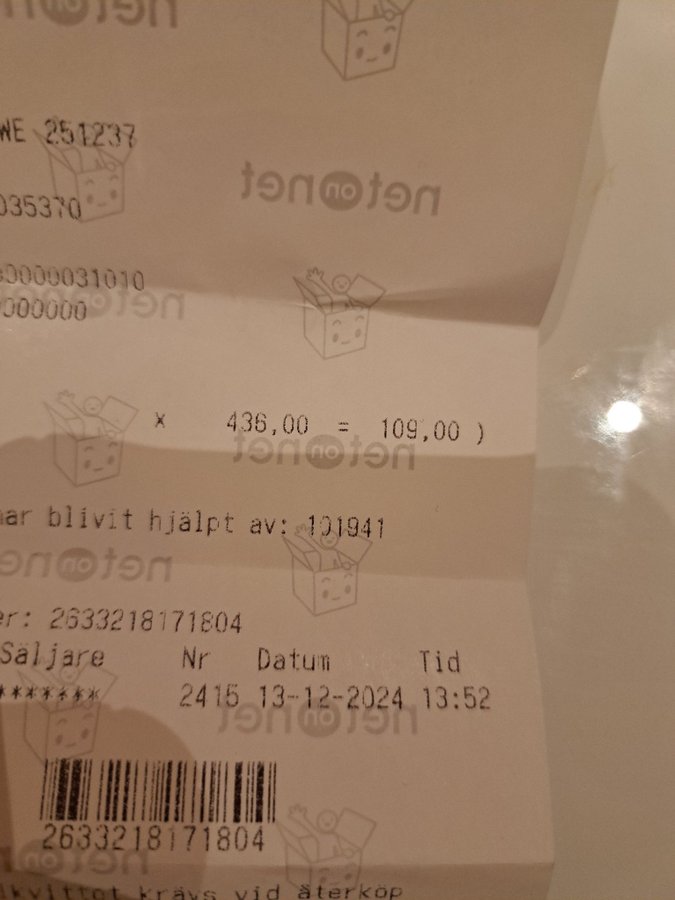 WE 251237
035370
0000031010
000000
x 436,00 = 109,00 )
har blivit hjälpt av: 101941
er: 2633218171804
Säljare Nr Datum Tid
******* 2415 13-12-2024 13:52
2633218171804
lkvittot krävs vid återköp